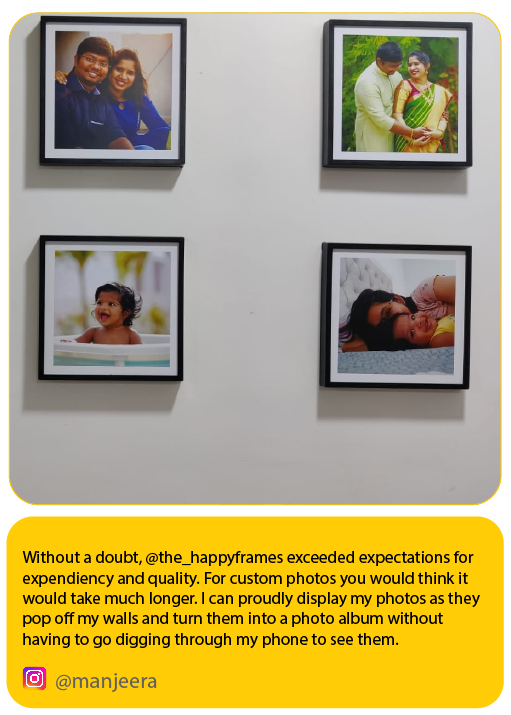 Without a doubt, @the_happyframes exceeded expectations for
expendiency and quality. For custom photos you would think it
would take much longer. I can proudly display my photos as they
pop off my walls and turn them into a photo album without
having to go digging through my phone to see them.
@manjeera